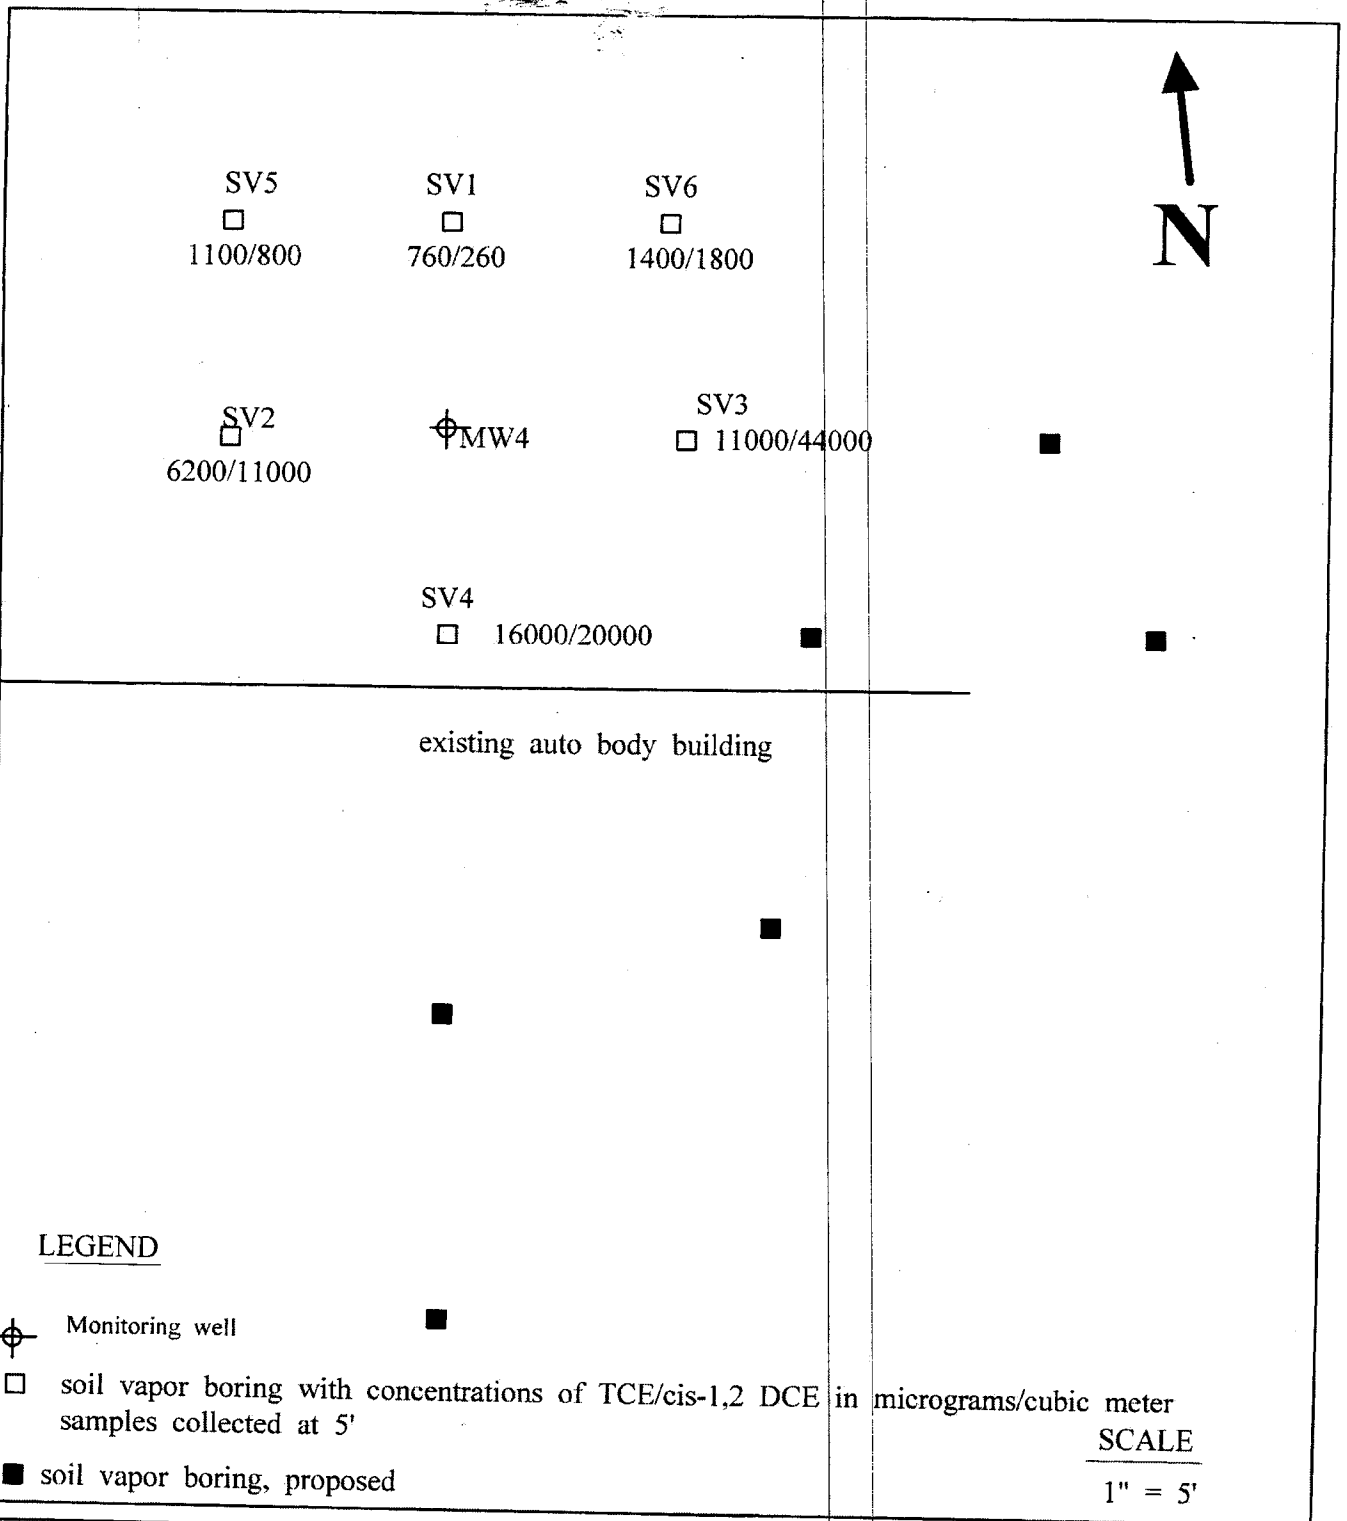 SV5
SV1
SV6
N
1100/800
760/260
1400/1800
SV2
SV3
MW4
11000/44000
6200/11000
SV4
16000/20000
existing auto body building
LEGEND
Monitoring well
soil vapor boring with concentrations of TCE/cis-1,2 DCE in micrograms/cubic meter
samples collected at 5'
SCALE
soil vapor boring, proposed
1" = 5'